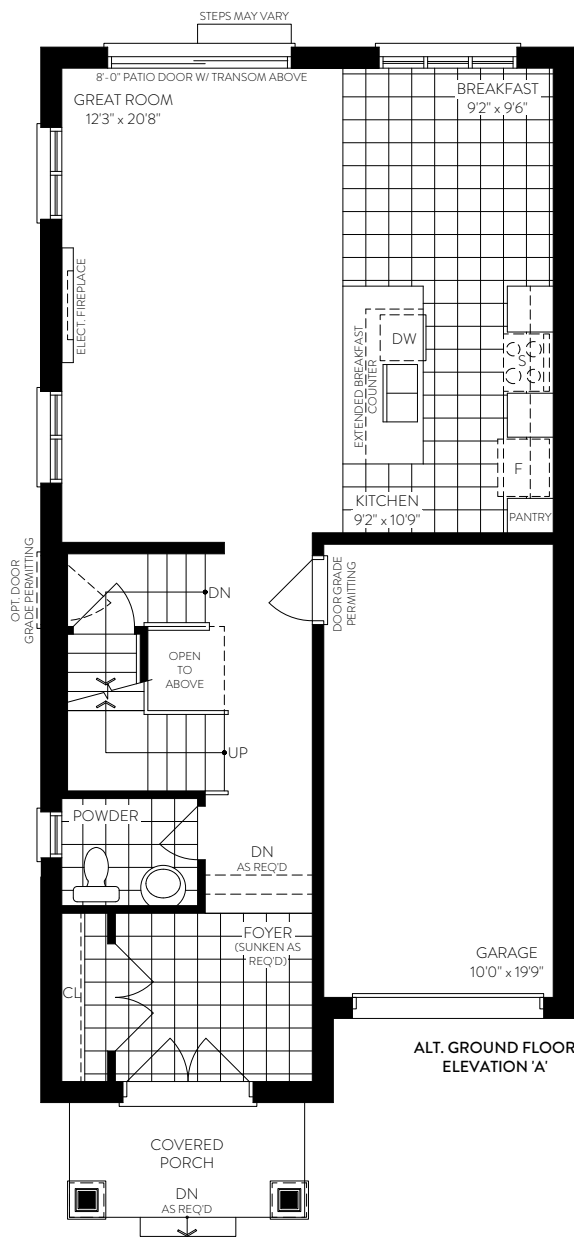 STEPS MAY VARY
8'-0" PATIO DOOR W/ TRANSOM ABOVE
GREAT ROOM
12'3" x 20'8"
BREAKFAST
9'2" x 9'6"
ELECT. FIREPLACE
EXTENDED BREAKFAST
COUNTER
DW
S
F
PANTRY
KITCHEN
9'2" x 10'9"
OPT. DOOR
GRADE PERMITTING
DN
DOOR GRADE
PERMITTING
OPEN
TO
ABOVE
UP
POWDER
DN
AS REQ'D
FOYER
(SUNKEN AS
REQ'D)
CL
GARAGE
10'0" x 19'9"
ALT. GROUND FLOOR
ELEVATION 'A'
COVERED
PORCH
DN
AS REQ'D